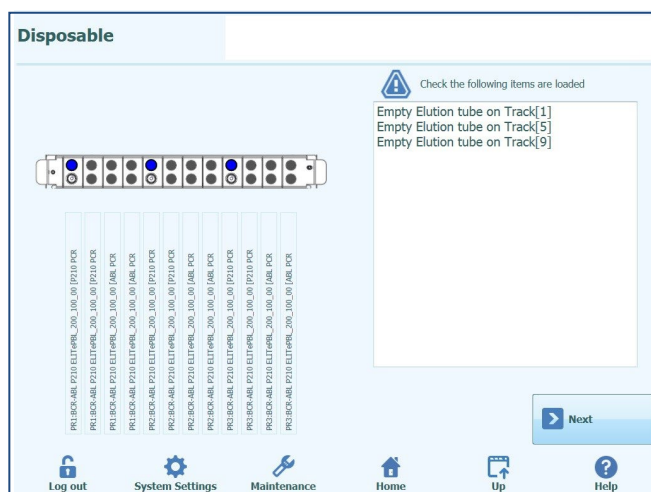 Disposable
Check the following items are loaded
Empty Elution tube on Track[1]
Empty Elution tube on Track[5]
Empty Elution tube on Track[9]
PR1:BCR-ABL P210 ELITePBL_200_100_00 [P210 PCR
PR1:BCR-ABL P210 ELITePBL_200_100_00 [P210 PCR
PR1:BCR-ABL P210 ELITePBL_200_100_00 [ABL PCR
PR1:BCR-ABL P210 ELITePBL_200_100_00 [ABL PCR
PR2:BCR-ABL P210 ELITePBL_200_100_00 [P210 PCR
PR2:BCR-ABL P210 ELITePBL_200_100_00 [P210 PCR
PR2:BCR-ABL P210 ELITePBL_200_100_00 [ABL PCR
PR2:BCR-ABL P210 ELITePBL_200_100_00 [ABL PCR
PR3:BCR-ABL P210 ELITePBL_200_100_00 [P210 PCR
PR3:BCR-ABL P210 ELITePBL_200_100_00 [P210 PCR
PR3:BCR-ABL P210 ELITePBL_200_100_00 [ABL PCR
PR3:BCR-ABL P210 ELITePBL_200_100_00 [ABL PCR
Next
Log out
System Settings
Maintenance
Home
Up
Help